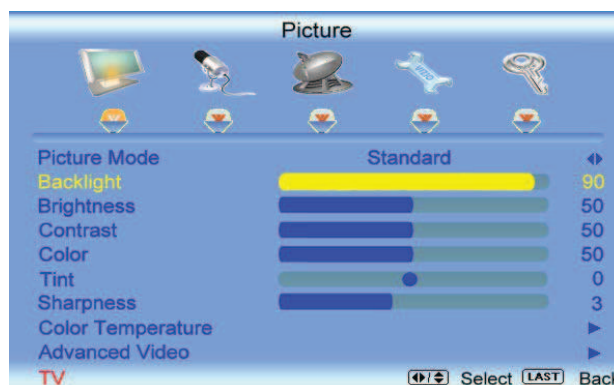 Picture
Picture Mode Standard
Backlight 90
Brightness 50
Contrast 50
Color 50
Tint 0
Sharpness 3
Color Temperature
Advanced Video
TV Select LAST Back